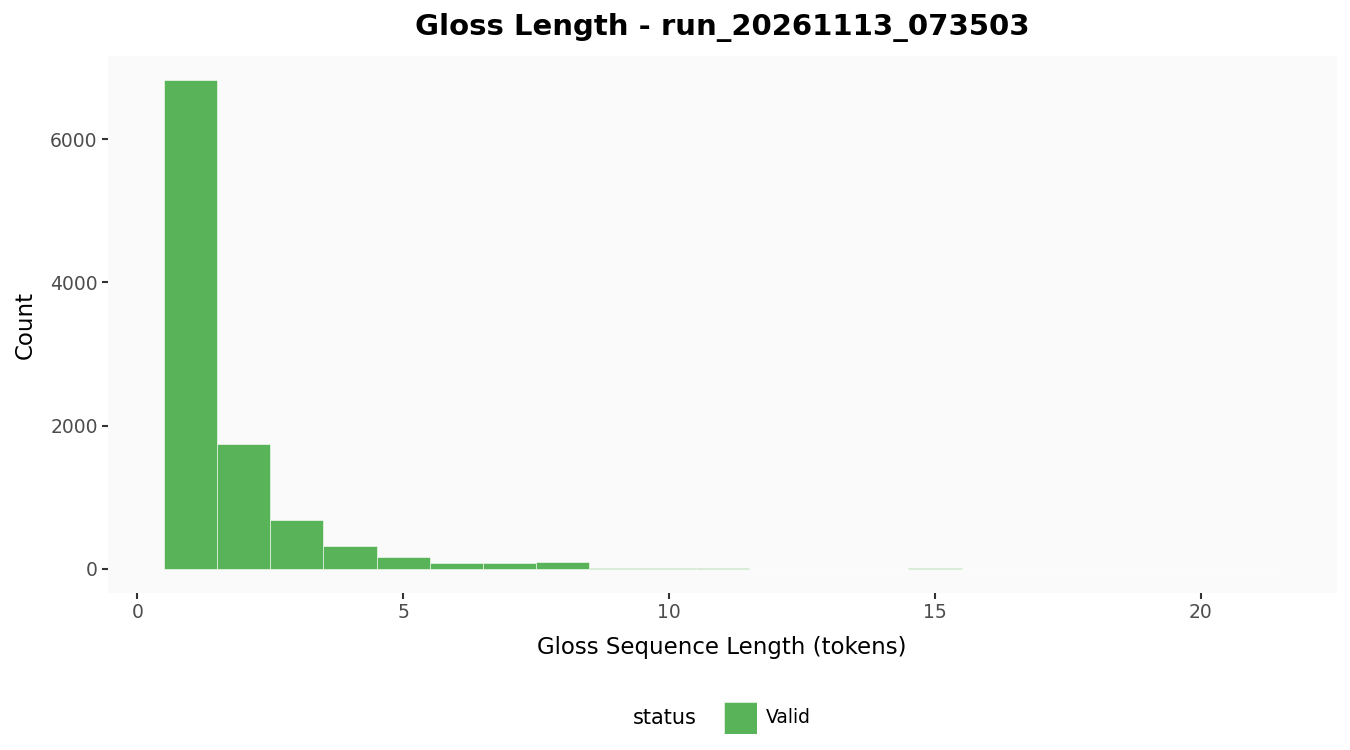 Gloss Length - run_20261113_073503
Count
6000
4000
2000
0
0 5 10 15 20
Gloss Sequence Length (tokens)
status Valid